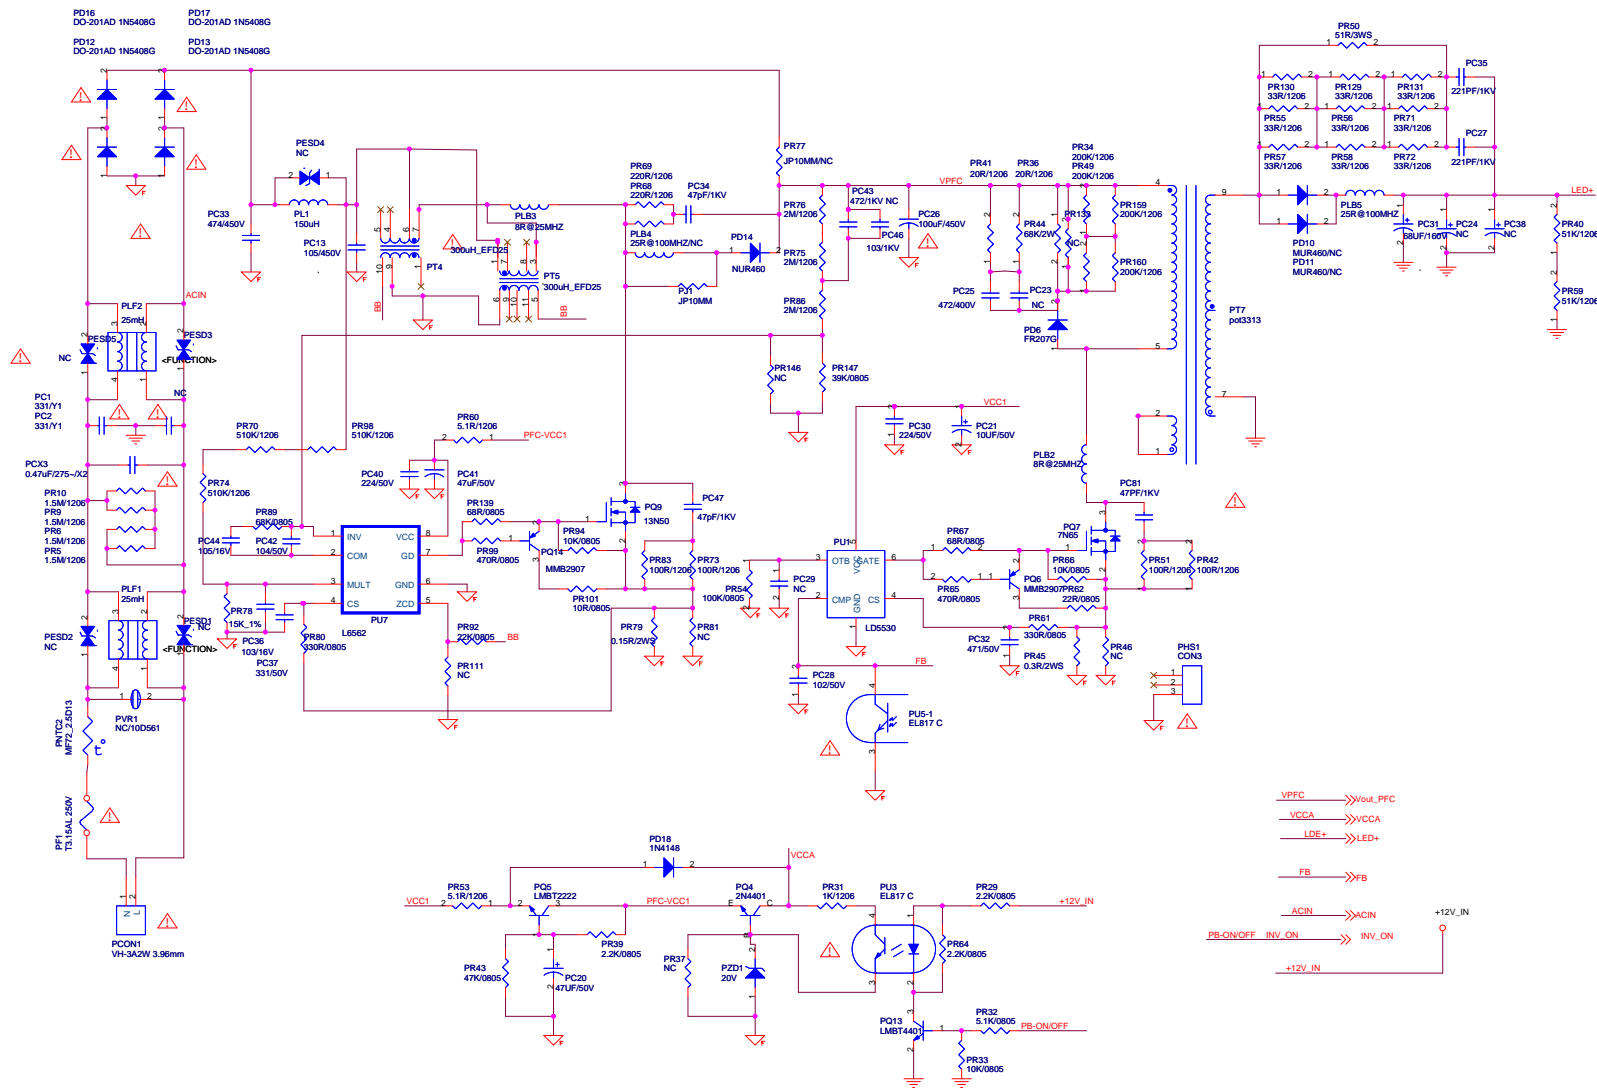 PD16
DO-201AD 1N5408G
PD17
DO-201AD 1N5408G
PD12
DO-201AD 1N5408G
PD13
DO-201AD 1N5408G
PR50
51R/3WS
PR130
33R/1206
PR129
33R/1206
PR131
33R/1206
PC35
221PF/1KV
PR55
33R/1206
PR56
33R/1206
PR71
33R/1206
PC27
221PF/1KV
PR57
33R/1206
PR58
33R/1206
PR72
33R/1206
PESD4
NC
PL1
150uH
PC33
474/450V
PC13
105/450V
PT4
300uH_EFD25
PT5
300uH_EFD25
BB
BB
PLB3
8R@25MHZ
PR69
220R/1206
PR68
220R/1206
PC34
47pF/1KV
PLB4
25R@100MHZ/NC
PD14
NUR460
PJ1
JP10MM
PR77
JP10MM/NC
PR76
2M/1206
PR75
2M/1206
PR86
2M/1206
PC43
472/1KV NC
PC46
103/1KV
PC26
100uF/450V
VPFC
PR41
20R/1206
PR36
20R/1206
PR34
200K/1206
PR49
200K/1206
PR44
68K/2W
NC
PR159
200K/1206
PR160
200K/1206
PC25
472/400V
PC23
NC
PD6
FR207G
PT7
pot3313
PD10
MUR460/NC
PD11
MUR460/NC
PLB5
25R@100MHZ
PC31
68UF/160V
PC24
NC
PC38
NC
LED+
PR40
51K/1206
PR59
51K/1206
ACIN
PLF2
25mH
PESD5
NC
PESD3
<FUNCTION>
NC
PC1
331/Y1
PC2
331/Y1
PCX3
0.47uF/275~/X2
PR10
1.5M/1206
PR9
1.5M/1206
PR6
1.5M/1206
PR5
1.5M/1206
PLF1
25mH
PESD2
NC
PESD1
NC
<FUNCTION>
PVR1
NC/10D561
PNTC2
MF72_2.5D13
t°
PF1
T3.15AL 250V
N
L
PCON1
VH-3A2W 3.96mm
PR70
510K/1206
PR98
510K/1206
PR74
510K/1206
PR89
68K/0805
PC44
105/16V
PC42
104/50V
PR78
15K_1%
PC36
103/16V
PC37
331/50V
PR80
330R/0805
INV
COM
MULT
CS
VCC
GD
GND
ZCD
PU7
L6562
PR60
5.1R/1206
PFC-VCC1
PC40
224/50V
PC41
47uF/50V
PR139
68R/0805
PR99
470R/0805
PQ14
MMB2907
PR94
10K/0805
PQ9
13N50
PC47
47pF/1KV
PR83
100R/1206
PR73
100R/1206
PR101
10R/0805
PR79
0.15R/2WS
PR81
NC
PR92
22K/0805
BB
PR111
NC
PR146
NC
PR147
39K/0805
VCC1
PC30
224/50V
PC21
10UF/50V
PLB2
8R@25MHZ
PC81
47PF/1KV
PU1
OTB
GATE
VCC
CMP
GND
CS
LD5530
PR54
100K/0805
PC29
NC
PR67
68R/0805
PR65
470R/0805
PQ6
MMB2907
PR66
10K/0805
PQ7
7N65
PR62
22R/0805
PR51
100R/1206
PR42
100R/1206
PR61
330R/0805
PC32
471/50V
PR45
0.3R/2WS
PR46
NC
FB
PC28
102/50V
PU5-1
EL817 C
PHS1
CON3
VPFC
Vout_PFC
VCCA
VCCA
LDE+
LED+
FB
FB
ACIN
ACIN
PB-ON/OFF
INV_ON
INV_ON
+12V_IN
+12V_IN
PD18
1N4148
VCCA
VCC1
PR53
5.1R/1206
PQ5
LMBT2222
PFC-VCC1
PQ4
2N4401
E
C
B
PR31
1K/1206
PU3
EL817 C
PR29
2.2K/0805
+12V_IN
PR43
47K/0805
PC20
47UF/50V
PR39
2.2K/0805
PR37
NC
PZD1
20V
PR64
2.2K/0805
PQ13
LMBT4401
PR32
5.1K/0805
PB-ON/OFF
PR33
10K/0805